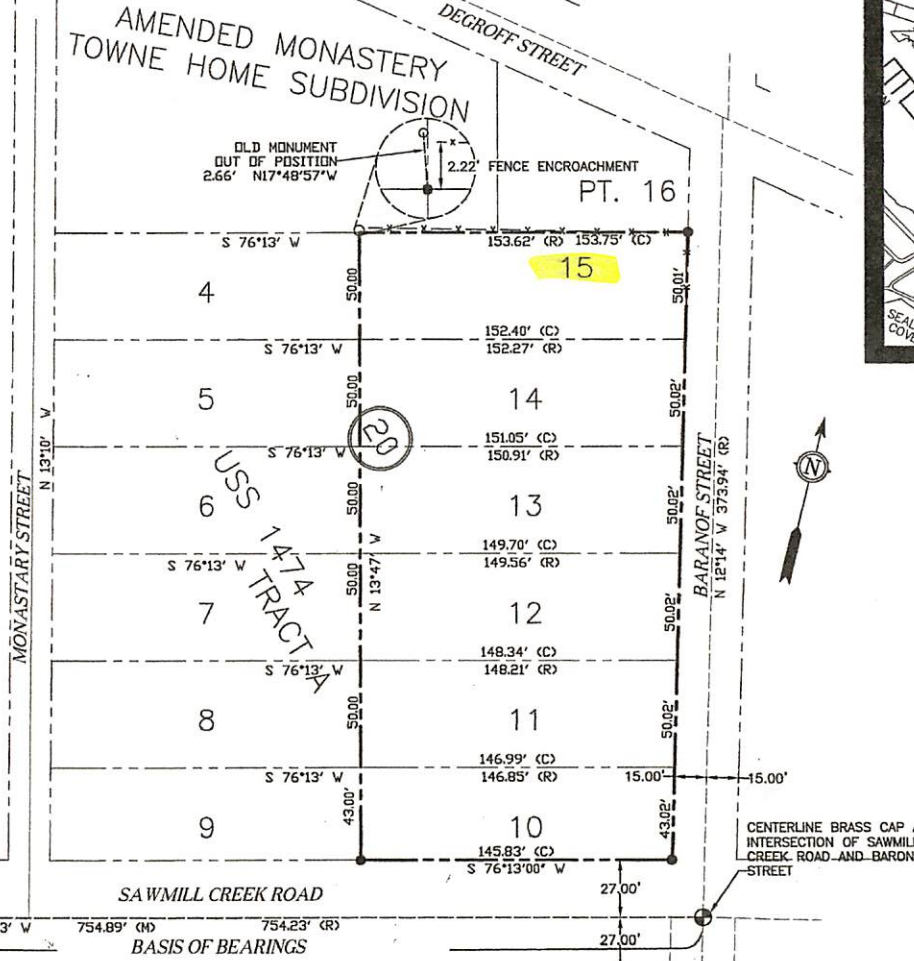 AMENDED MONASTERY
TOWNE HOME SUBDIVISION
DEGROFF STREET
OLD MONUMENT
OUT OF POSITION
2.66' N17°48'57"W
x
2.22' FENCE ENCROACHMENT
PT. 16
S 76°13' W
153.62' (R) 153.75' (C)
15
4
50.00
50.01'
152.40' (C)
S 76°13' W
152.27' (R)
5
50.00
14
50.02'
20
151.05' (C)
S 76°13' W
150.91' (R)
N 13°10' W
MONASTARY STREET
USS 1474
TRACT A
6
50.00
13
50.02'
BARANOF STREET
N 12°14' W 373.94' (R)
N
149.70' (C)
S 76°13' W
149.56' (R)
N 13°47' W
7
50.00
12
50.02'
148.34' (C)
S 76°13' W
148.21' (R)
8
50.00
11
50.02'
146.99' (C)
S 76°13' W
146.85' (R)
15.00'
15.00'
9
43.00'
10
43.02'
145.83' (C)
S 76°13'00" W
CENTERLINE BRASS CAP
INTERSECTION OF
CREEK ROAD AND
STREET
27.00'
SAWMILL CREEK ROAD
3' W
754.89' (M)
754.23' (R)
BASIS OF BEARINGS
27.00'